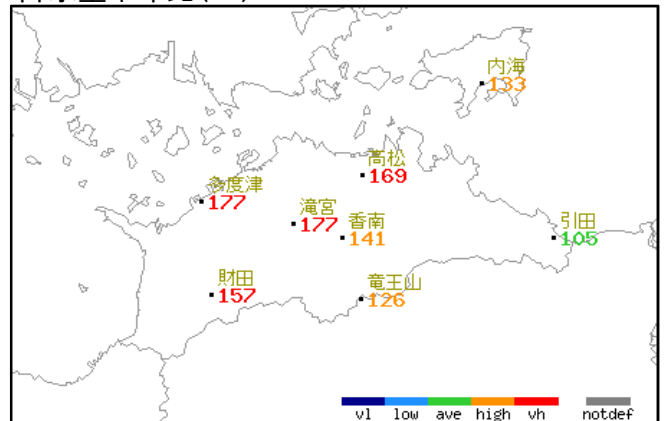 内海
133
高松
169
多度津
177
滝宮
177
香南
141
引田
105
財田
157
竜王山
126
vl low ave high vh notdef